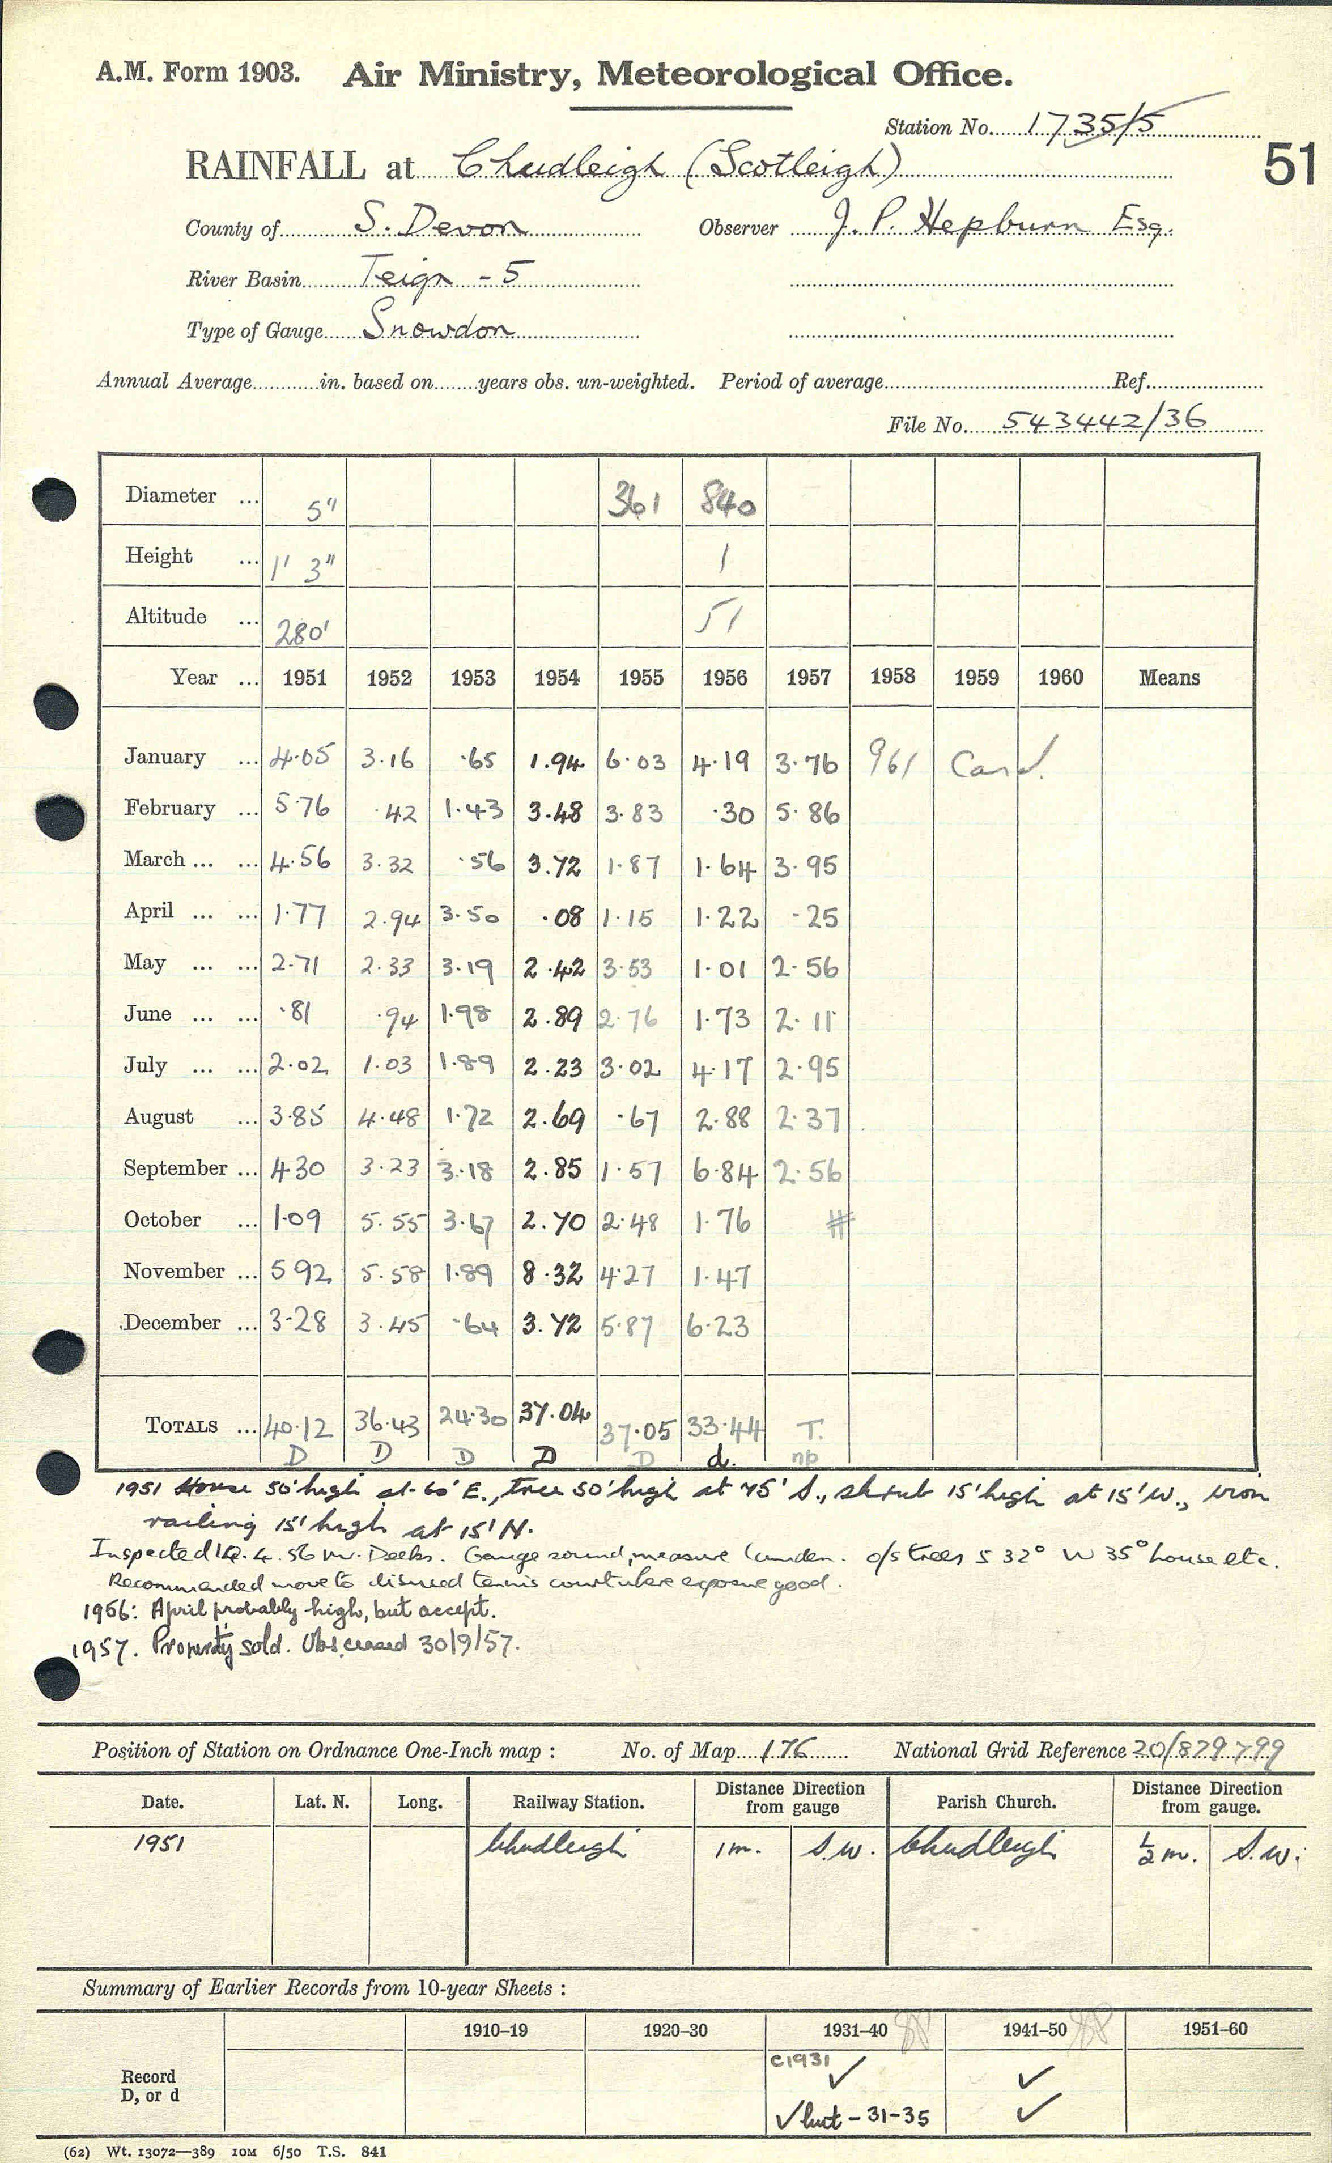 A.M. Form 1903. Air Ministry, Meteorological Office.
Station No. 1735/5
51
RAINFALL at Chudleigh (Scotleigh)
County of S. Devon Observer J. P. Hepburn Esq.
River Basin Teign - 5
Type of Gauge Snowdon
Annual Average in. based on years obs. un-weighted. Period of average Ref.
File No. 543442/36
Diameter ... 5" 361 840
Height ... 1' 3" 1
Altitude ... 280' 51
Year ... 1951 1952 1953 1954 1955 1956 1957 1958 1959 1960 Means
January ... 4.05 3.16 .65 1.94 6.03 4.19 3.76 961 Card.
February ... 5.76 .42 1.43 3.48 3.83 .30 5.86
March ... ... 4.56 3.32 .56 3.72 1.87 1.64 3.95
April ... ... 1.77 2.94 3.50 .08 1.15 1.22 .25
May ... ... 2.71 2.33 3.19 2.42 3.53 1.01 2.56
June ... ... .81 .94 1.98 2.89 2.76 1.73 2.11
July ... ... 2.02 1.03 1.89 2.23 3.02 4.17 2.95
August ... 3.85 4.48 1.72 2.69 .67 2.88 2.37
September ... 4.30 3.23 3.18 2.85 1.57 6.84 2.56
October ... 1.09 5.55 3.67 2.70 2.48 1.76 #
November ... 5.92 5.58 1.89 8.32 4.27 1.47
December ... 3.28 3.45 .64 3.72 5.87 6.23
TOTALS ... 40.12 36.43 24.30 37.04 37.05 33.44 T.
D D D D D d. np
1951 House 50' high at 60' E., tree 50' high at 75' S., shrub 15' high at 15' W., iron
railing 15' high at 15' N.
Inspected 12.4.56 Mr. Deeks. Gauge sound, measure Camden. o/s trees S 32° W 35° house etc.
Recommended move to disused tennis court where exposure good.
1956: April probably high, but accept.
1957. Property sold. Obs. ceased 30/9/57.
Position of Station on Ordnance One-Inch map : No. of Map 176 National Grid Reference 20/879799
Date. Lat. N. Long. Railway Station. Distance from gauge Direction Parish Church. Distance from gauge. Direction
1951 Chudleigh 1 m. S.W. Chudleigh ½ m. S.W.
Summary of Earlier Records from 10-year Sheets :
1910–19 1920–30 1931–40 1941–50 1951–60
Record
D, or d
c1931 ✓ ✓
✓ but - 31-35 ✓
(62) Wt. 13072—389 10M 6/50 T.S. 841